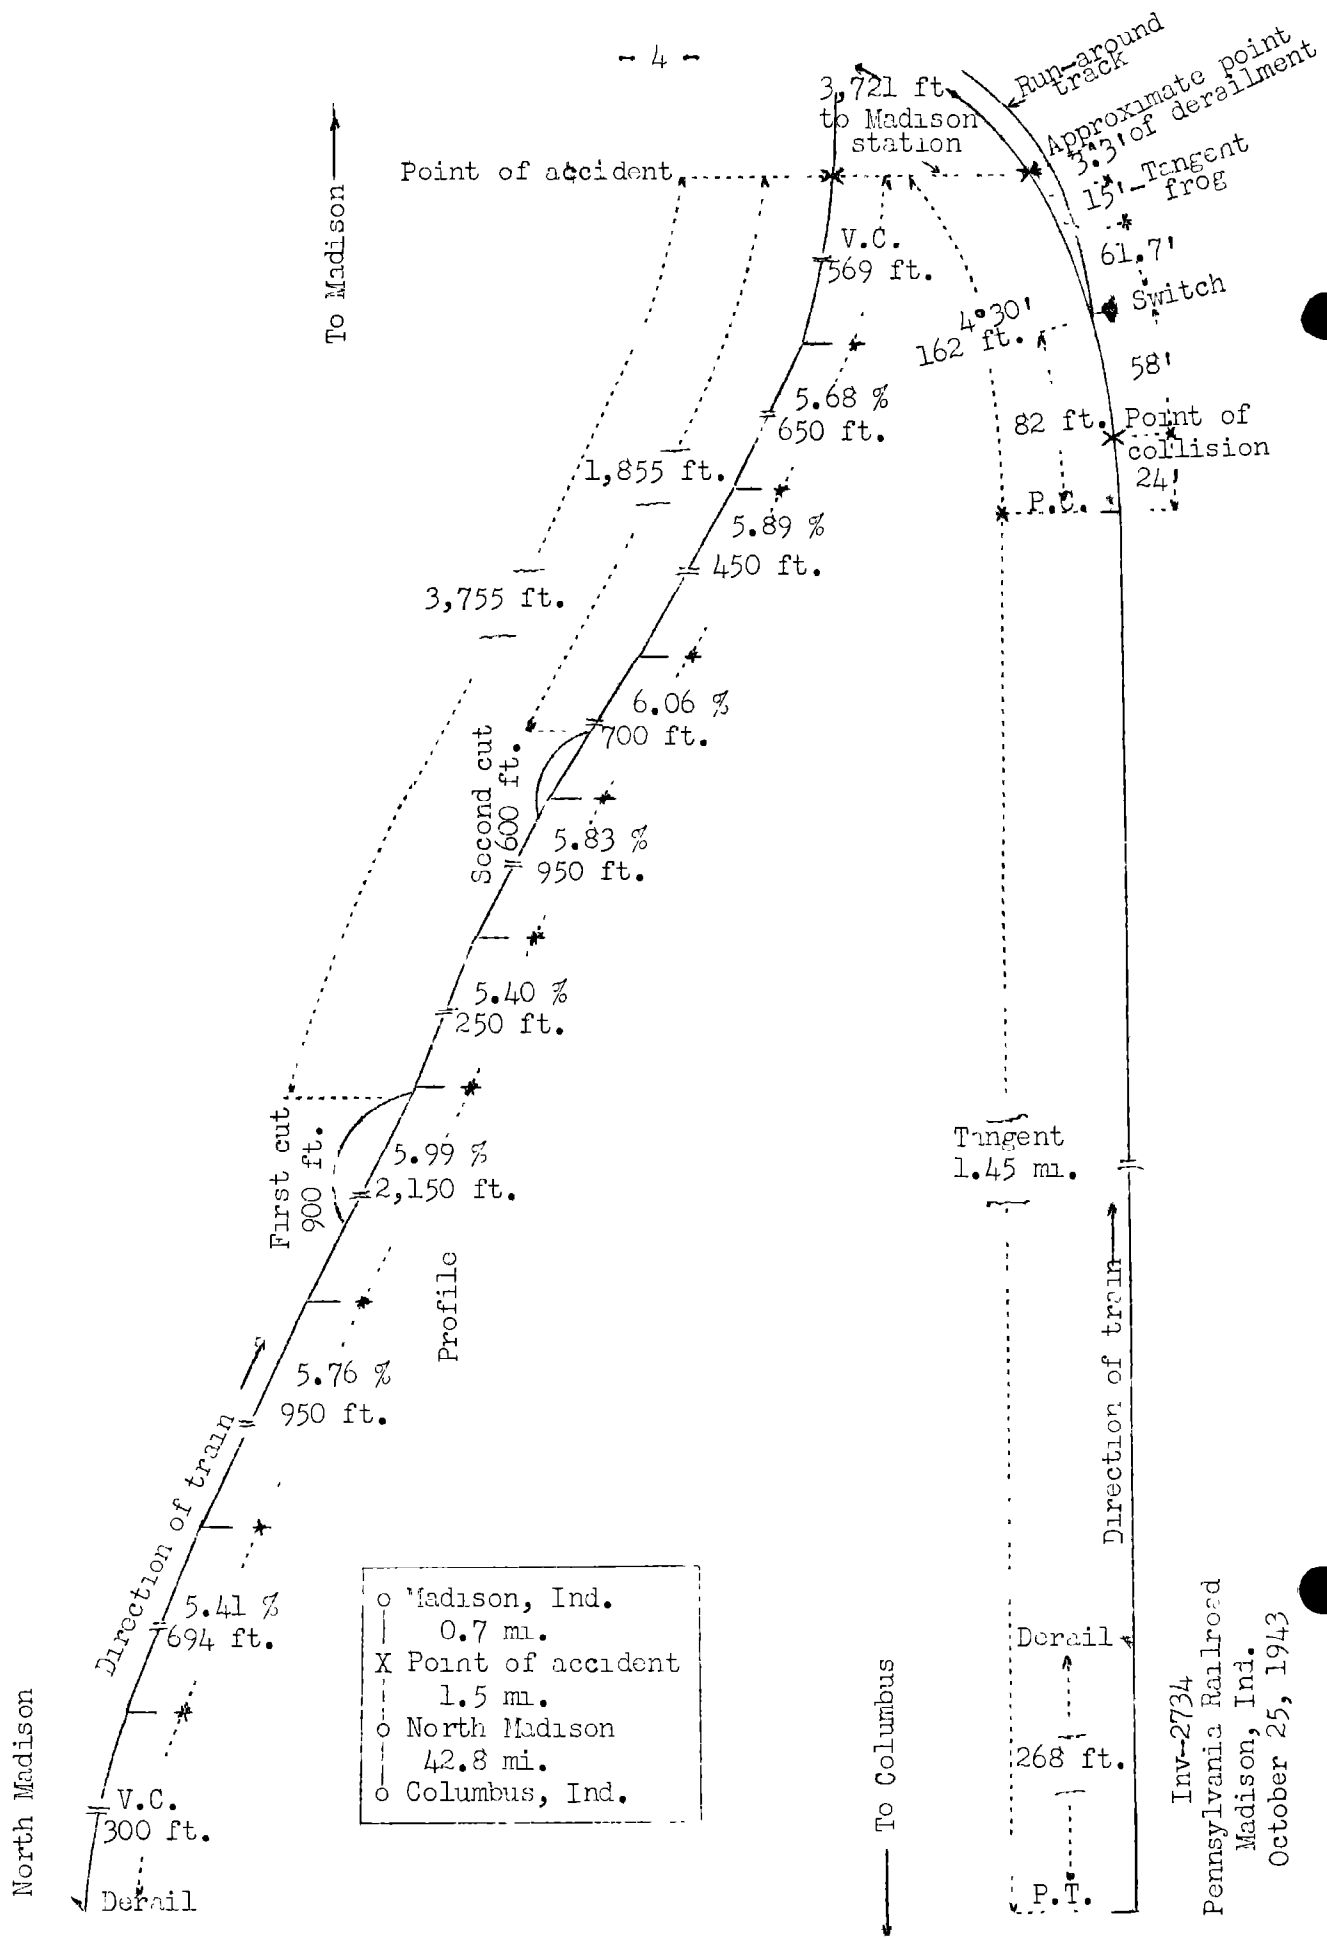 - 4 -
Run-around
track
Approximate point
of derailment
3.3'
15'
Tangent
frog
61.7'
Switch
58'
Point of
collision
24'
3,721 ft.
to Madison
station
Point of accident
To Madison
V.C.
569 ft.
4°30'
162 ft.
82 ft.
P.C.
5.68 %
650 ft.
1,855 ft.
5.89 %
450 ft.
3,755 ft.
6.06 %
700 ft.
Second cut
600 ft.
5.83 %
950 ft.
5.40 %
250 ft.
First cut
900 ft.
5.99 %
2,150 ft.
Tangent
1.45 mi.
Profile
Direction of train
5.76 %
950 ft.
Direction of train
5.41 %
694 ft.
Madison, Ind.
0.7 mi.
X Point of accident
1.5 mi.
North Madison
42.8 mi.
Columbus, Ind.
Derail
268 ft.
P.T.
To Columbus
North Madison
V.C.
300 ft.
Derail
Inv-2734
Pennsylvania Railroad
Madison, Ind.
October 25, 1943